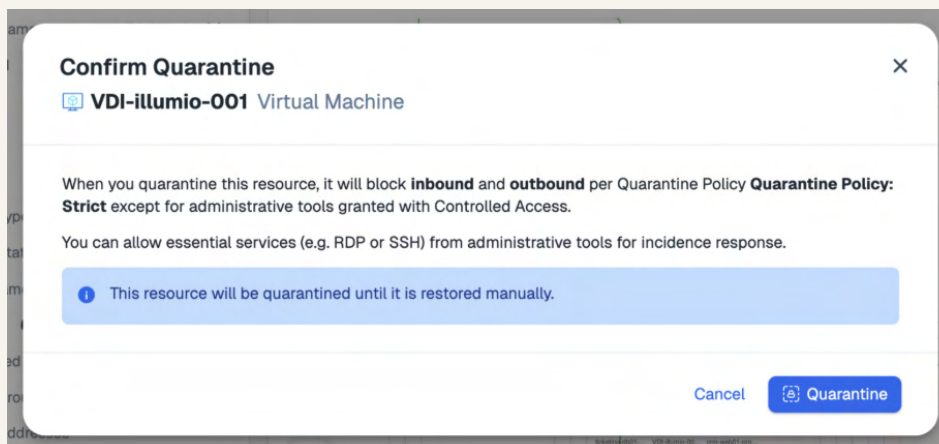 Confirm Quarantine
VDI-illumio-001 Virtual Machine
When you quarantine this resource, it will block inbound and outbound per Quarantine Policy Quarantine Policy:
Strict except for administrative tools granted with Controlled Access.
You can allow essential services (e.g. RDP or SSH) from administrative tools for incidence response.
This resource will be quarantined until it is restored manually.
Cancel
Quarantine